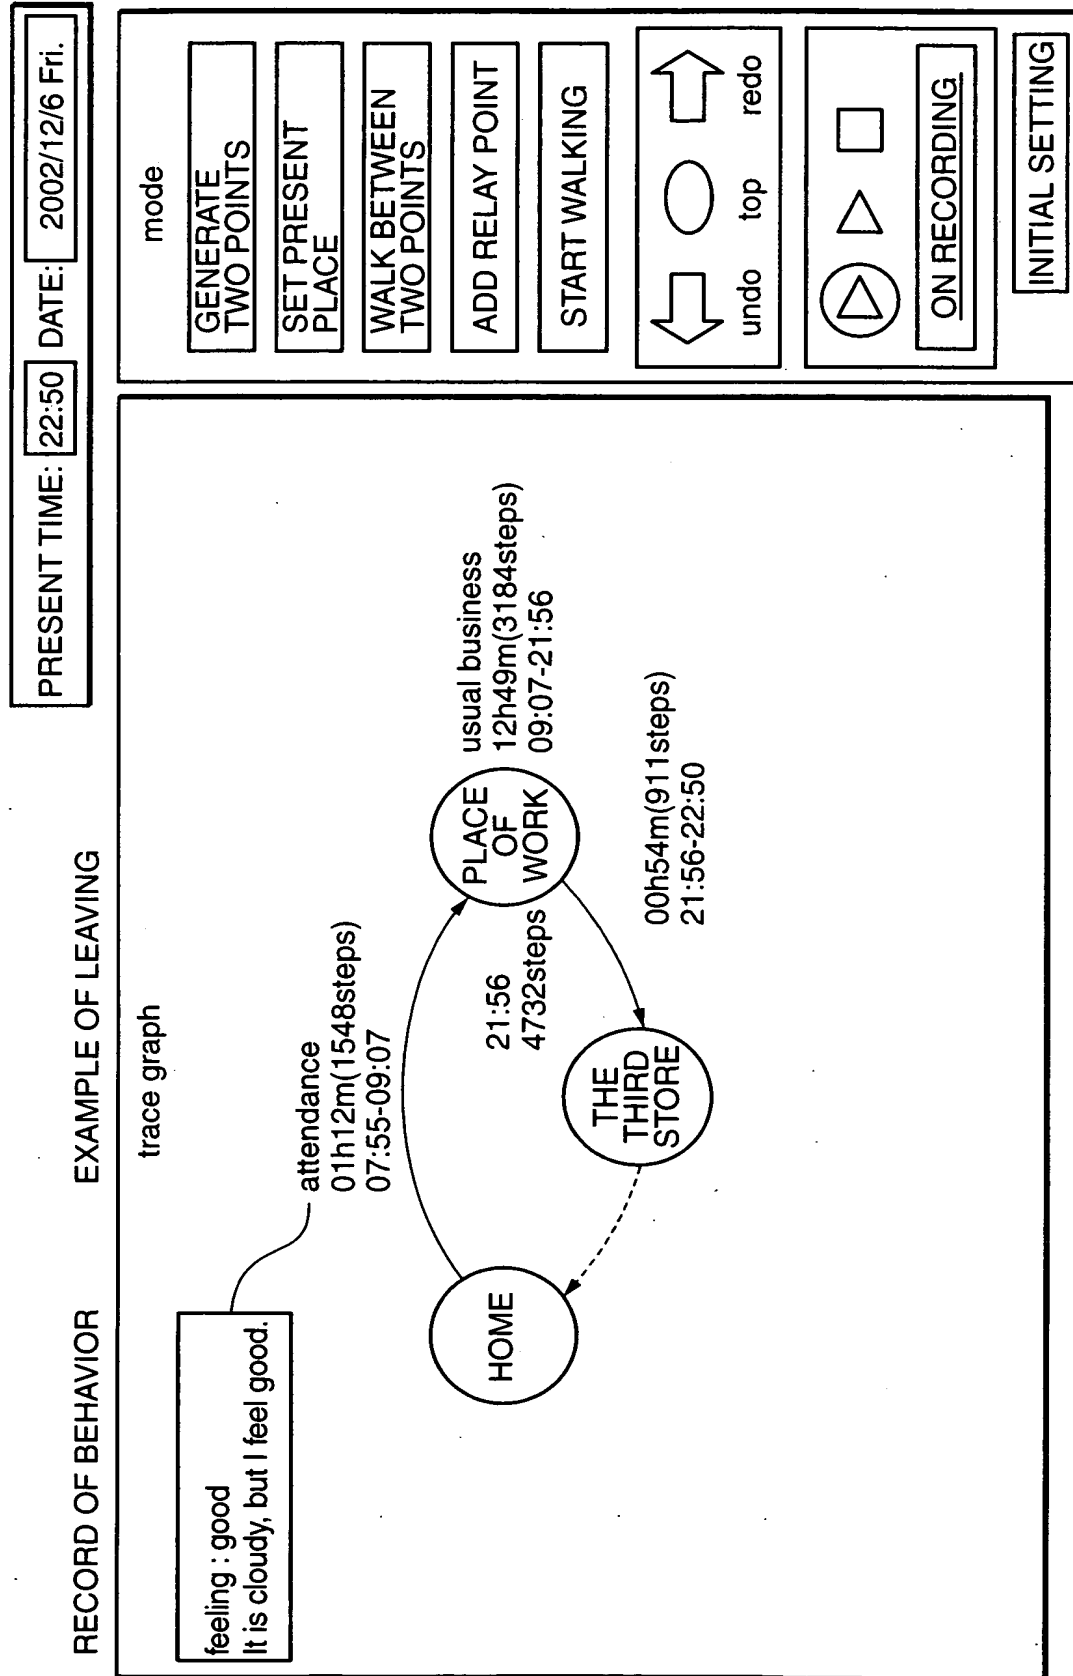 RECORD OF BEHAVIOR
EXAMPLE OF LEAVING
PRESENT TIME: 22:50 DATE: 2002/12/6 Fri.
trace graph
feeling : good
It is cloudy, but I feel good.
attendance
01h12m(1548steps)
07:55-09:07
HOME
PLACE
OF
WORK
usual business
12h49m(3184steps)
09:07-21:56
21:56
4732steps
THE
THIRD
STORE
00h54m(911steps)
21:56-22:50
mode
GENERATE
TWO POINTS
SET PRESENT
PLACE
WALK BETWEEN
TWO POINTS
ADD RELAY POINT
START WALKING
undo top redo
ON RECORDING
INITIAL SETTING